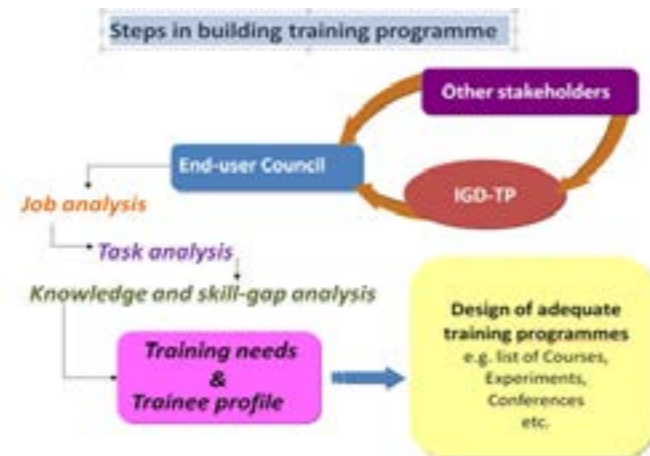 Steps in building training programme
Other stakeholders
End-user Council
IGD-TP
Job analysis
Task analysis
Knowledge and skill-gap analysis
Training needs
&
Trainee profile
Design of adequate
training programmes
e.g. list of Courses,
Experiments,
Conferences
etc.